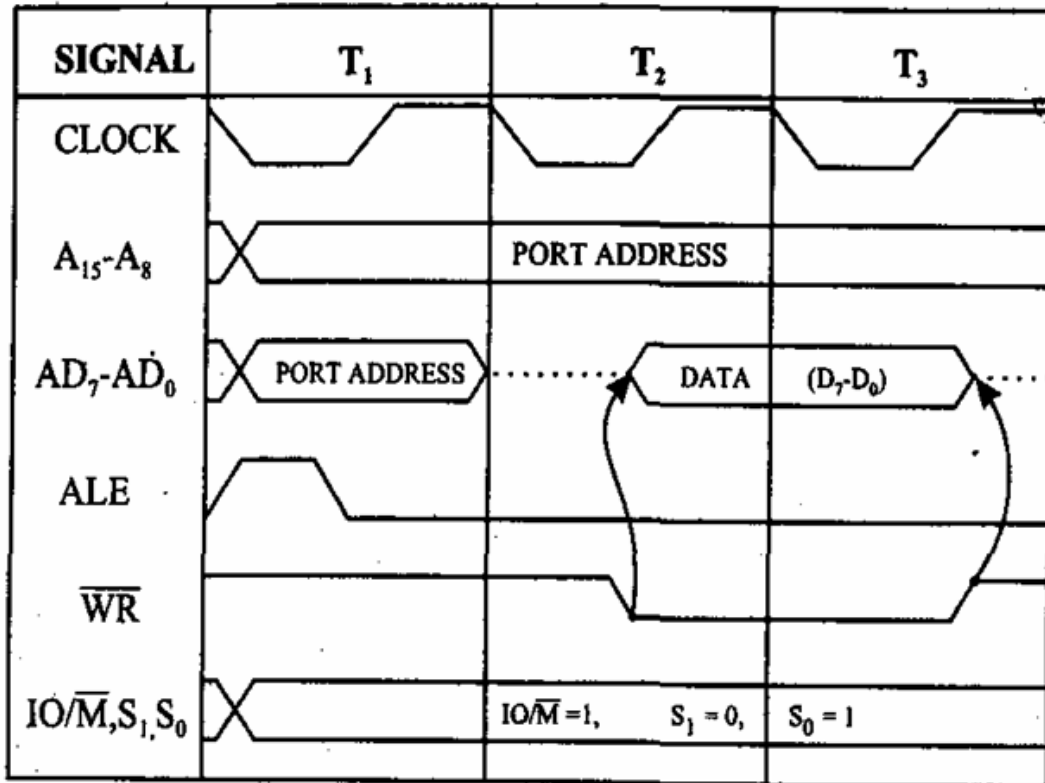 SIGNAL T₁ T₂ T₃
CLOCK
A₁₅-A₈ PORT ADDRESS
AD₇-AD₀ PORT ADDRESS DATA (D₇-D₀)
ALE
W̅R̅
IO/M̅,S₁,S₀ IO/M̅ =1, S₁ = 0, S₀ = 1